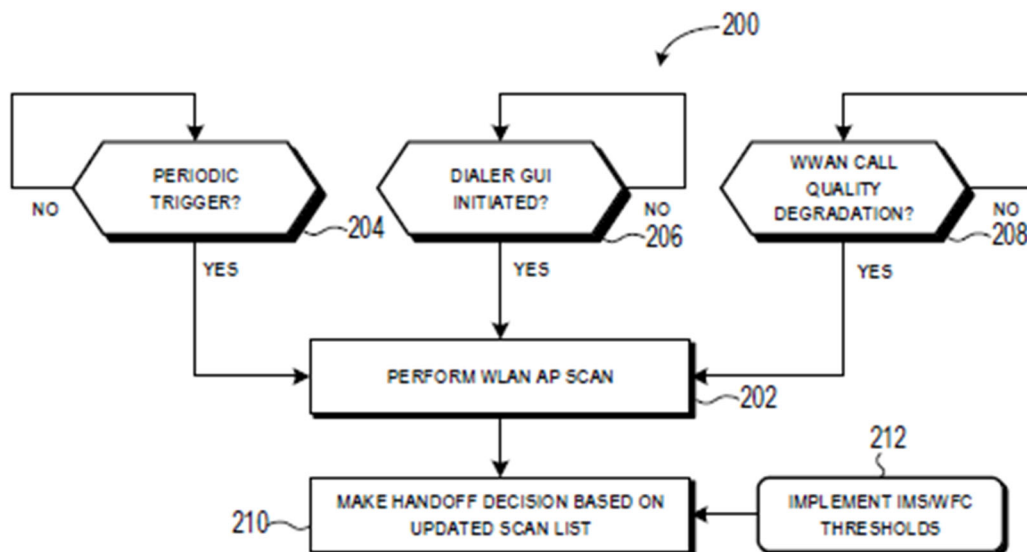 200
PERIODIC
TRIGGER?
NO
204
YES
DIALER GUI
INITIATED?
NO
206
YES
WWAN CALL
QUALITY
DEGRADATION?
NO
208
YES
PERFORM WLAN AP SCAN
202
MAKE HANDOFF DECISION BASED ON
UPDATED SCAN LIST
210
212
IMPLEMENT IMS/WFC
THRESHOLDS